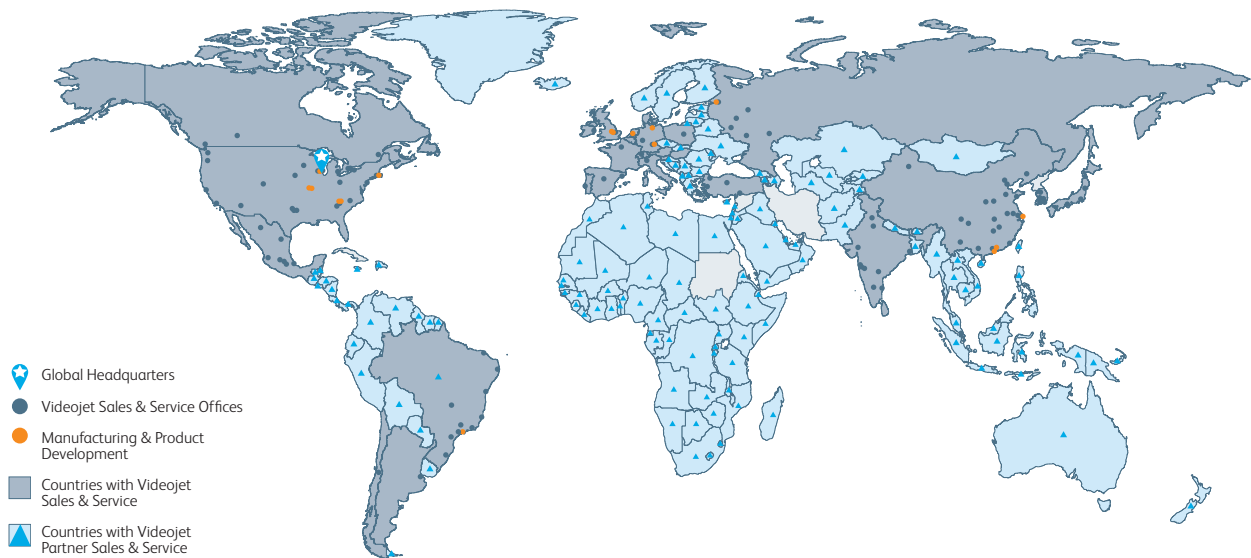 Global Headquarters
Videojet Sales & Service Offices
Manufacturing & Product
Development
Countries with Videojet
Sales & Service
Countries with Videojet
Partner Sales & Service